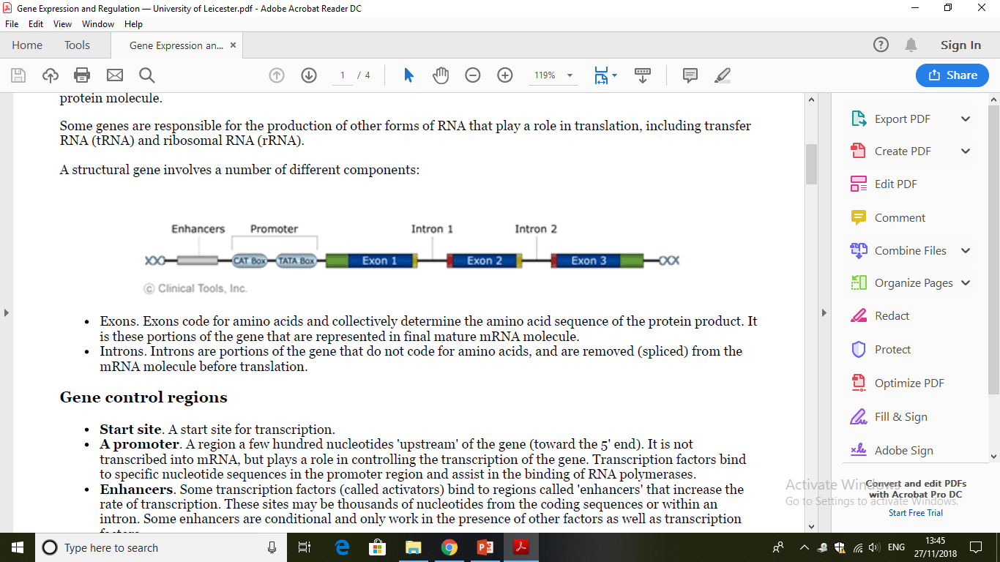 Gene Expression and Regulation — University of Leicester.pdf - Adobe Acrobat Reader DC
File Edit View Window Help
Home Tools Gene Expression an... × Sign In
1 / 4 119% Share
protein molecule.
Some genes are responsible for the production of other forms of RNA that play a role in translation, including transfer
RNA (tRNA) and ribosomal RNA (rRNA).
A structural gene involves a number of different components:
Enhancers Promoter Intron 1 Intron 2
CAT Box TATA Box Exon 1 Exon 2 Exon 3
© Clinical Tools, Inc.
• Exons. Exons code for amino acids and collectively determine the amino acid sequence of the protein product. It
is these portions of the gene that are represented in final mature mRNA molecule.
• Introns. Introns are portions of the gene that do not code for amino acids, and are removed (spliced) from the
mRNA molecule before translation.
Gene control regions
• Start site. A start site for transcription.
• A promoter. A region a few hundred nucleotides 'upstream' of the gene (toward the 5' end). It is not
transcribed into mRNA, but plays a role in controlling the transcription of the gene. Transcription factors bind
to specific nucleotide sequences in the promoter region and assist in the binding of RNA polymerases.
• Enhancers. Some transcription factors (called activators) bind to regions called 'enhancers' that increase the
rate of transcription. These sites may be thousands of nucleotides from the coding sequences or within an
intron. Some enhancers are conditional and only work in the presence of other factors as well as transcription
Export PDF
Create PDF
Edit PDF
Comment
Combine Files
Organize Pages
Redact
Protect
Optimize PDF
Fill & Sign
Adobe Sign
Convert and edit PDFs
with Acrobat Pro DC
Start Free Trial
Activate Windows
Go to Settings to activate Windows.
Type here to search
ENG
13:45
27/11/2018